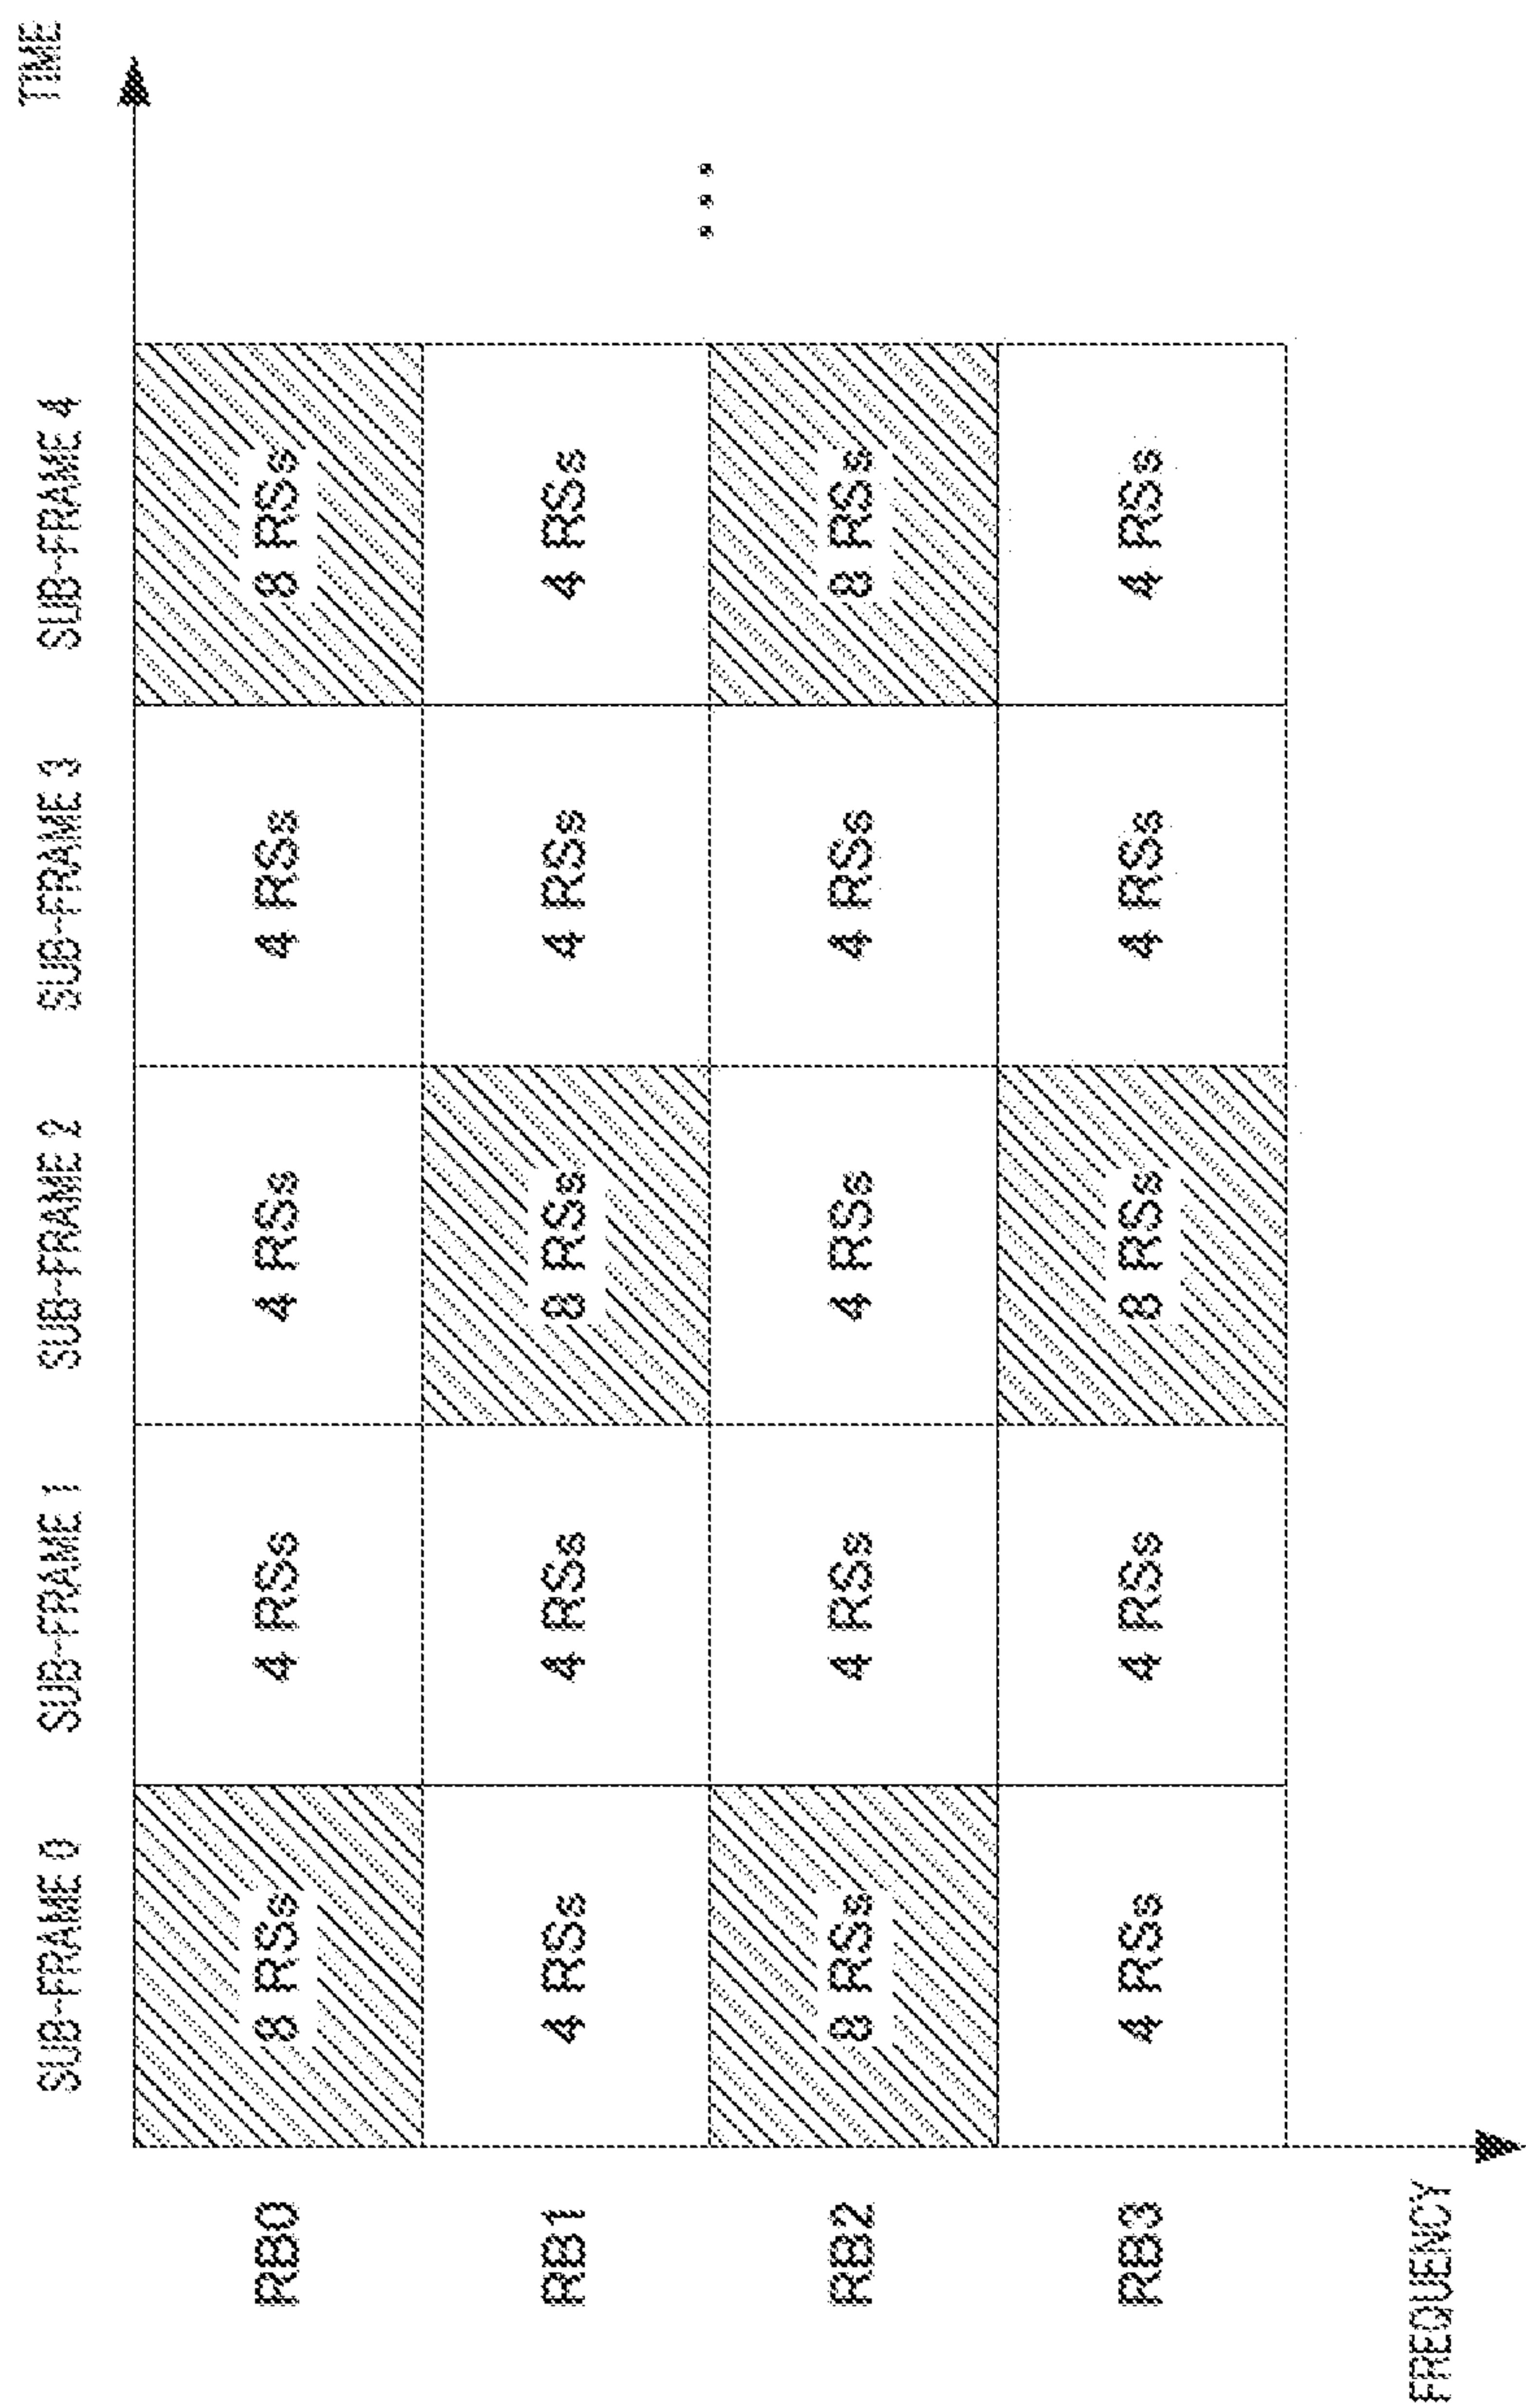 TIME
SUB-FRAME 0 SUB-FRAME 1 SUB-FRAME 2 SUB-FRAME 3 SUB-FRAME 4
RB0 8 RSs 4 RSs 4 RSs 4 RSs 8 RSs
RB1 4 RSs 4 RSs 8 RSs 4 RSs 4 RSs
RB2 8 RSs 4 RSs 4 RSs 4 RSs 8 RSs
RB3 4 RSs 4 RSs 8 RSs 4 RSs 4 RSs
FREQUENCY